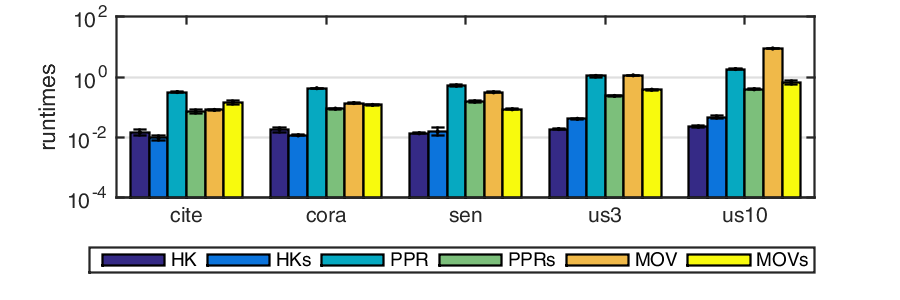 runtimes
10^2
10^0
10^-2
10^-4
cite cora sen us3 us10
HK HKs PPR PPRs MOV MOVs